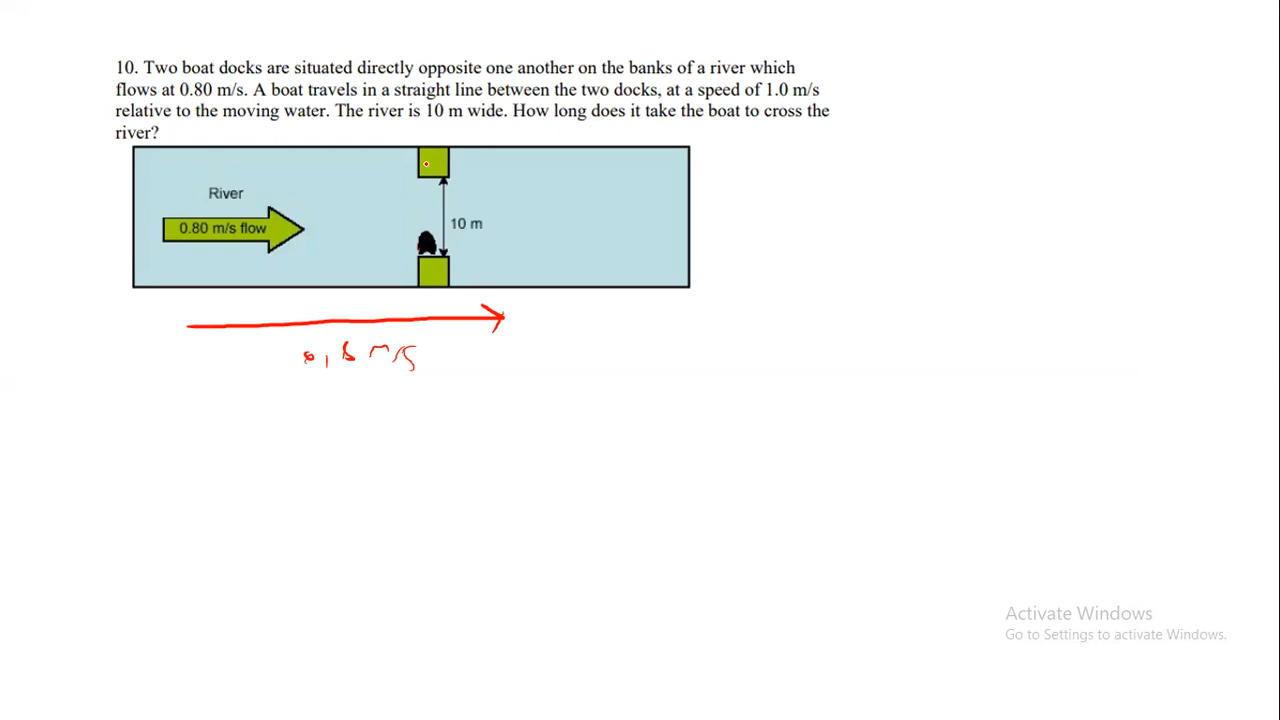 10. Two boat docks are situated directly opposite one another on the banks of a river which
flows at 0.80 m/s. A boat travels in a straight line between the two docks, at a speed of 1.0 m/s
relative to the moving water. The river is 10 m wide. How long does it take the boat to cross the
river?
River
0.80 m/s flow
10 m
0,8 m/s
Activate Windows
Go to Settings to activate Windows.